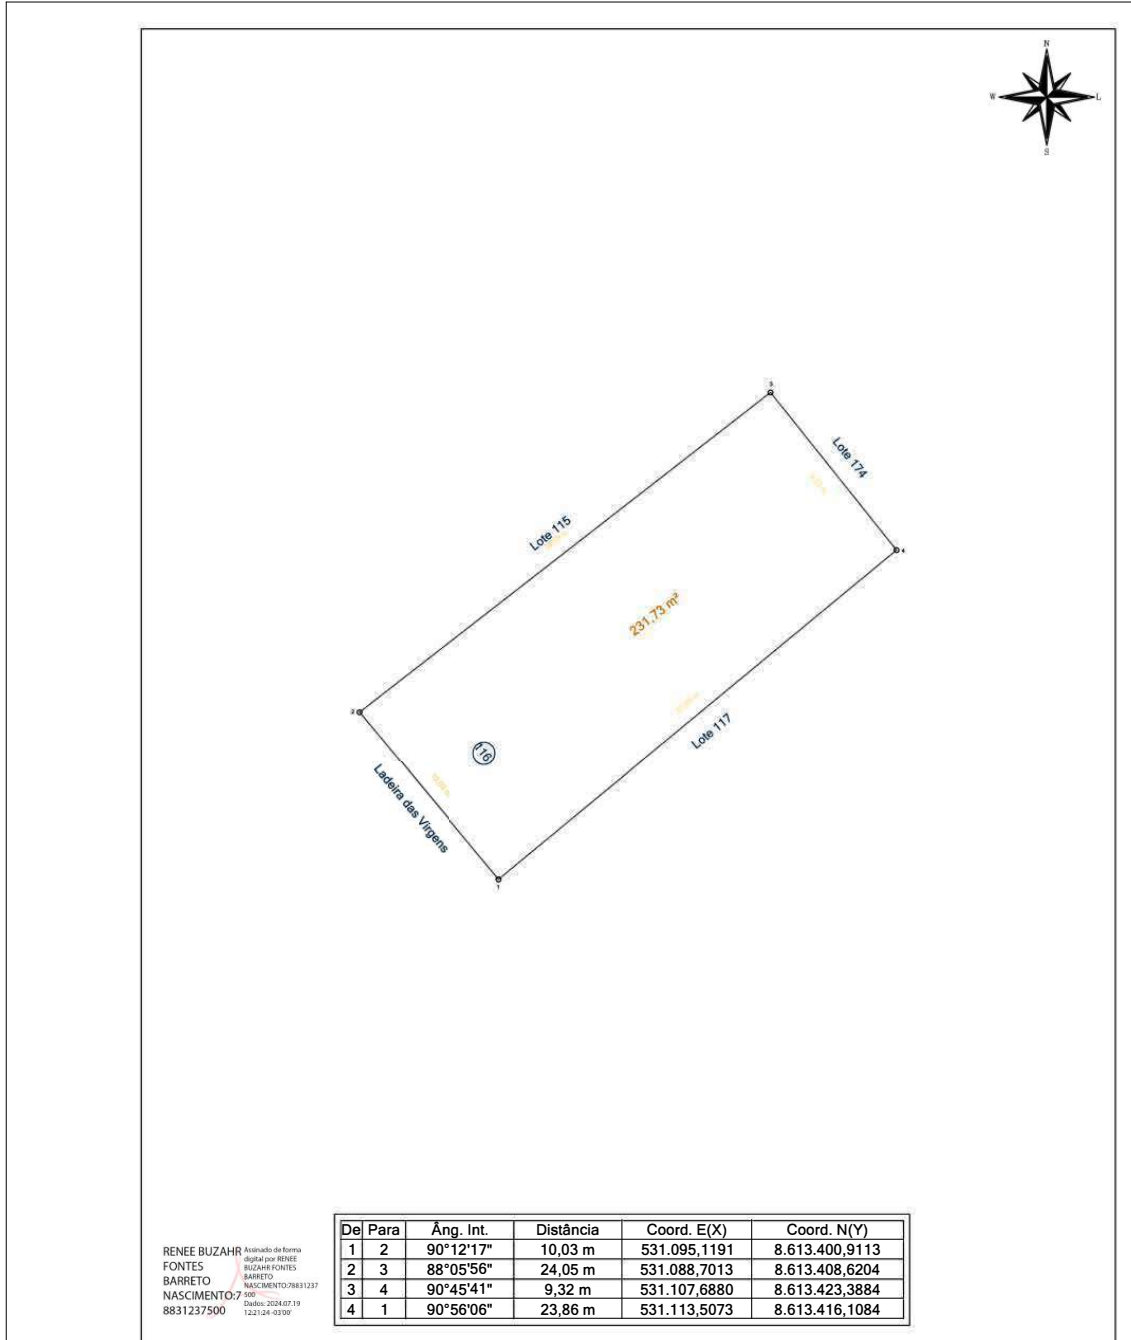 N
W
L
S
3
Lote 174
Lote 115
4
231,73 m²
2
Lote 117
116
Ladeira das Virgens
10,03 m
1
De Para Âng. Int. Distância Coord. E(X) Coord. N(Y)
1 2 90°12'17" 10,03 m 531.095,1191 8.613.400,9113
2 3 88°05'56" 24,05 m 531.088,7013 8.613.408,6204
3 4 90°45'41" 9,32 m 531.107,6880 8.613.423,3884
4 1 90°56'06" 23,86 m 531.113,5073 8.613.416,1084
RENEE BUZAHR
FONTES
BARRETO
NASCIMENTO:7
8831237500
Assinado de forma
digital por RENEE
BUZAHR FONTES
BARRETO
NASCIMENTO:78831237
500
Dados: 2024.07.19
12:21:24 -03'00'